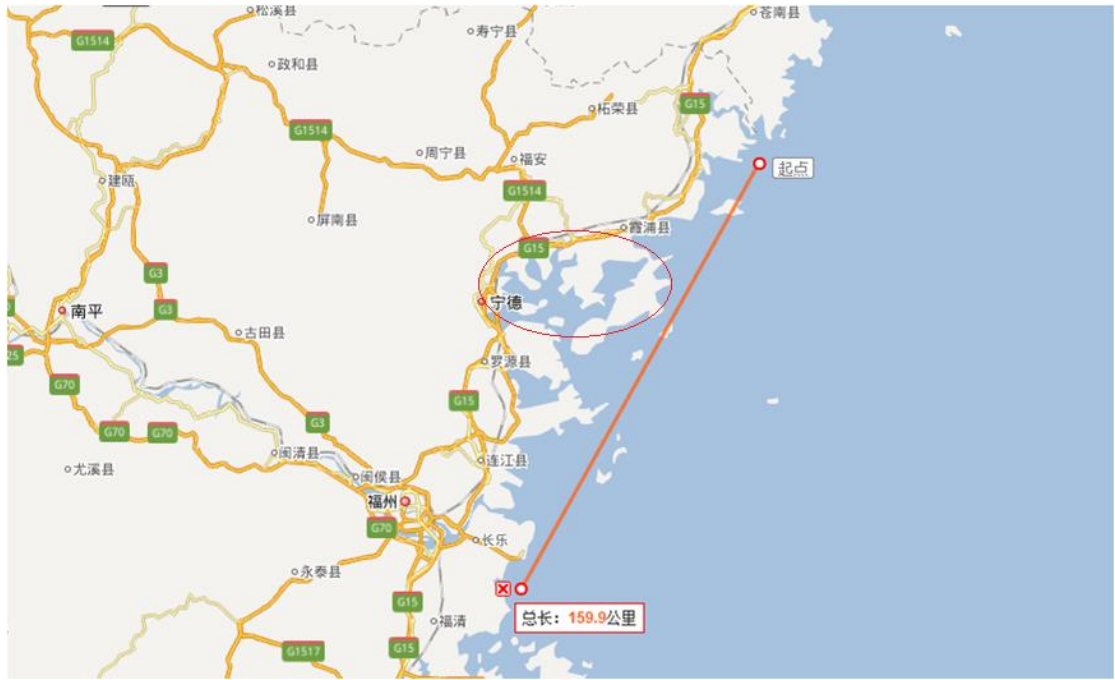 松溪县
苍南县
寿宁县
G1514
政和县
G15
柘荣县
G1514
周宁县
福安
起点
建瓯
G1514
屏南县
霞浦县
G15
G3
宁德
G3
南平
古田县
25
罗源县
G70
G15
G3
G70
G70
闽清县
连江县
尤溪县
闽侯县
福州
G70
长乐
永泰县
G15
总长：159.9公里
福清
G15
G1517